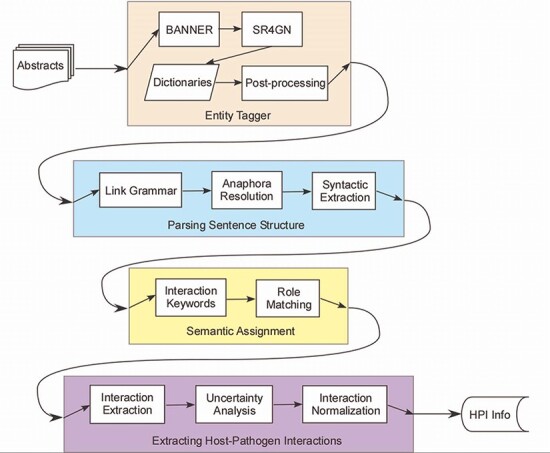 BANNER
SR4GN
Abstracts
Dictionaries
Post-processing
Entity Tagger
Link Grammar
Anaphora
Resolution
Syntactic
Extraction
Parsing Sentence Structure
Interaction
Keywords
Role
Matching
Semantic Assignment
Interaction
Extraction
Uncertainty
Analysis
Interaction
Normalization
HPI Info
Extracting Host-Pathogen Interactions